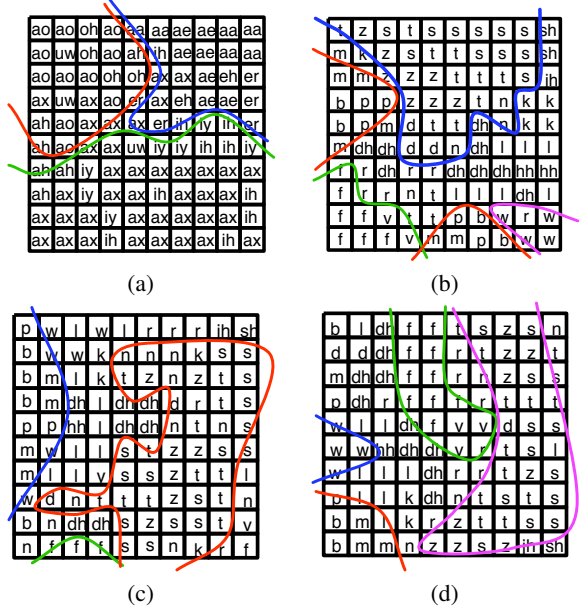 ao ao oh ao aa aa ae ae aa aa
ao uw oh ao ah ih ae ae aa aa
ao ao ao oh oh ax ax ae eh er
ax uw ax ao er ax eh ae ae er
ah ao ax ax ax er ih iy ih er
ah ao ax ax uw iy iy ih ih iy
ah ah iy ax ax ax ax ax ax ax
ax ax iy ax ax ih ax ax ax ax
ax ax ax iy ax ax ax ax ax ax
ax ax ax ih ax ax ax ax ih ax
(a)
t z s t s s s s s sh
m k z s t t s s s s
m m z z z t t t s ih
b p p z z z t n k k
b p m d t t dh k k
m dh dh d d n dh l l l
f r dh r dh dh dh dh hh hh
f r r n t l l l dh l
f f v t t p b w r w
f f f v m m p b w w
(b)
p w l w l r r r ih sh
b w w k n n n k s s
b m l k t z n z t s
b m dh l dh dh d r t s
p p hh l dh dh n t n s
m w l l s t z z s s
m l l v s s z t t l
w d n t t t z s t n
b n dh dh s z s s t v
n f f f s s n k r f
(c)
b l dh f f t s z s n
d d dh f f r t z z t
m dh dh f f r n z s s
p d r f f f r t t t
w l dh f v v d s s
w w hh dh dh v t s l
w l l l dh r r t z s
b l l k dh n t s t s
b m l k r z t t s s
b m m n z z s z ih sh
(d)